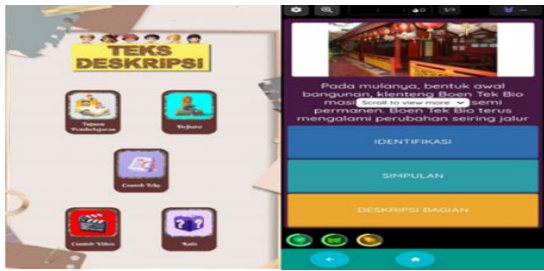 TEKS
DESKRIPSI
Tujuan
Pembelajaran
Definisi
Contoh Teks
Contoh Video
Kuis
Pada mulanya, bentuk awal
bangunan, klenteng Boen Tek Bio
masi Scroll to view more semi
permanen. Boen Tek Bio terus
mengalami perubahan seiring jalur
IDENTIFIKASI
SIMPULAN
DESKRIPSI BAGIAN